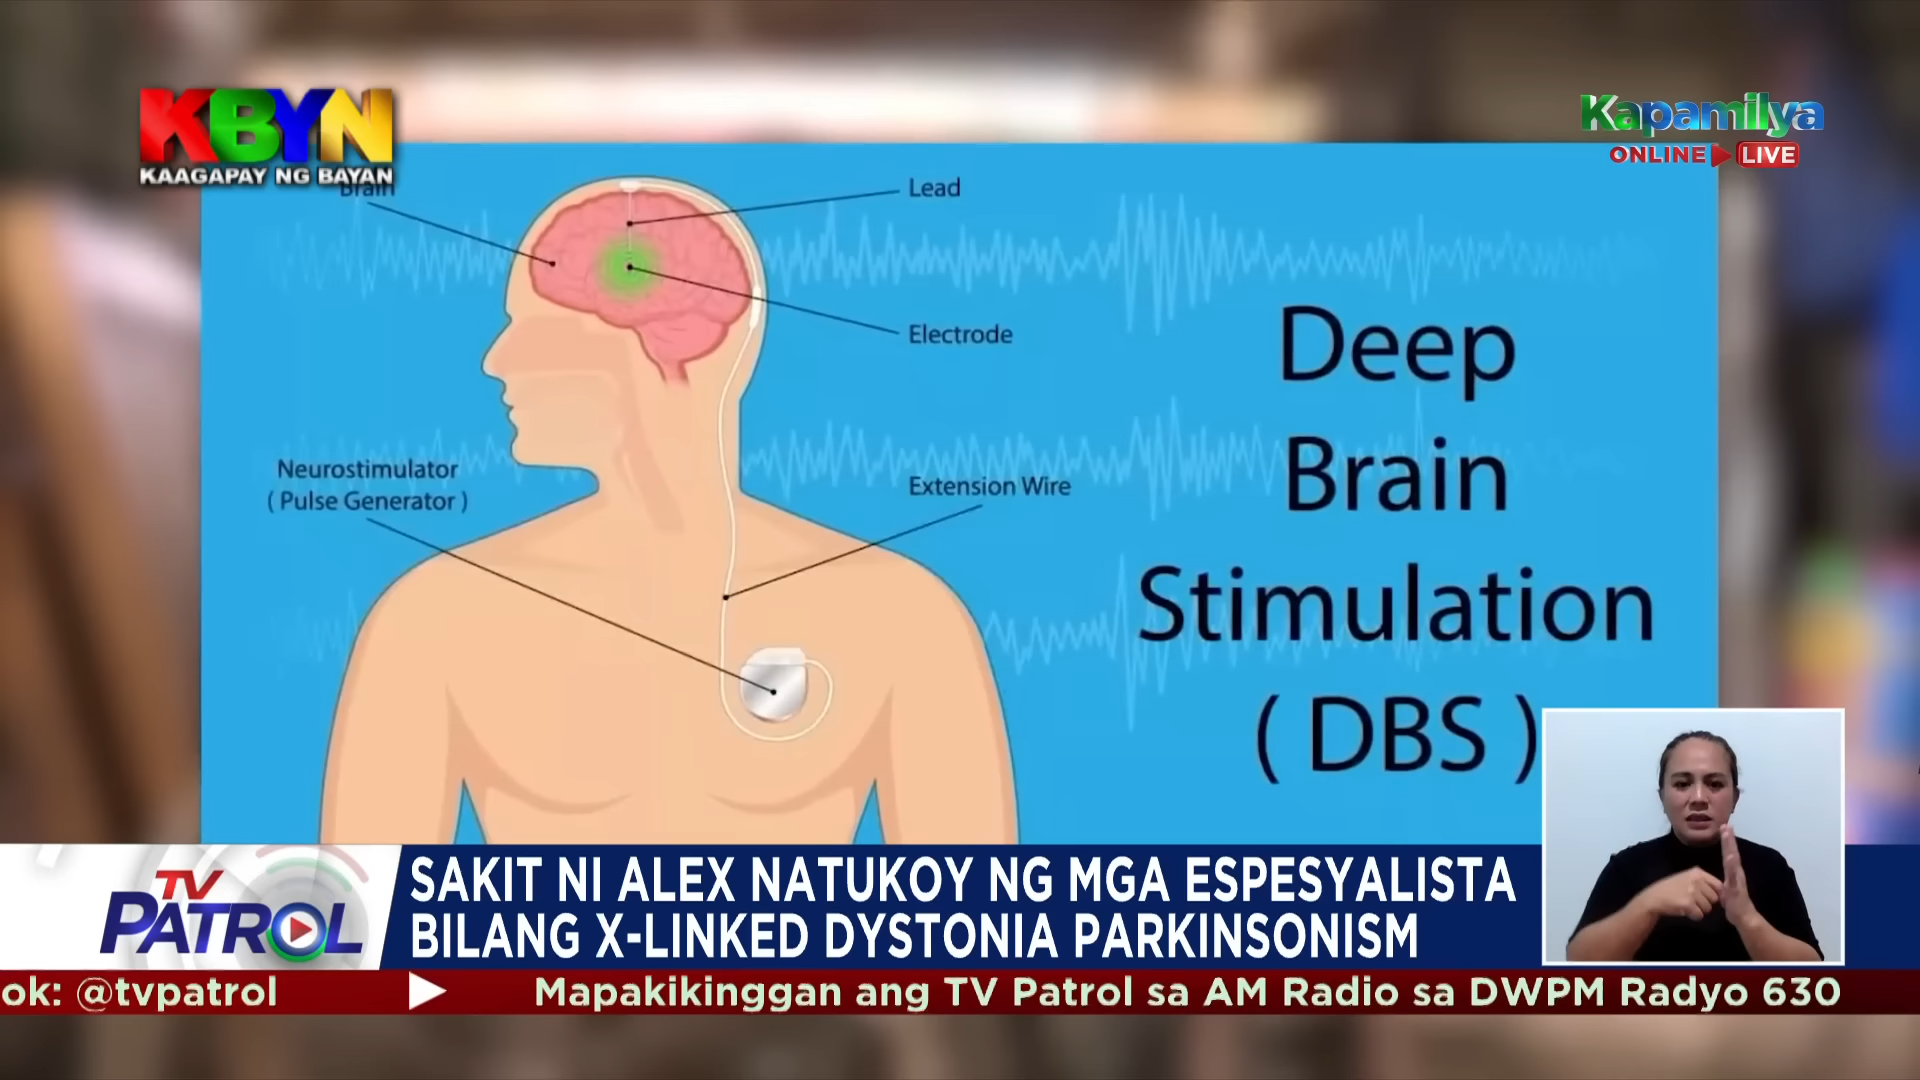 KBYN
KAAGAPAY NG BAYAN
Kapamilya
ONLINE LIVE
Brain
Lead
Electrode
Neurostimulator
( Pulse Generator )
Extension Wire
Deep
Brain
Stimulation
( DBS )
TV
PATROL
SAKIT NI ALEX NATUKOY NG MGA ESPESYALISTA
BILANG X-LINKED DYSTONIA PARKINSONISM
ok: @tvpatrol Mapakikinggan ang TV Patrol sa AM Radio sa DWPM Radyo 630